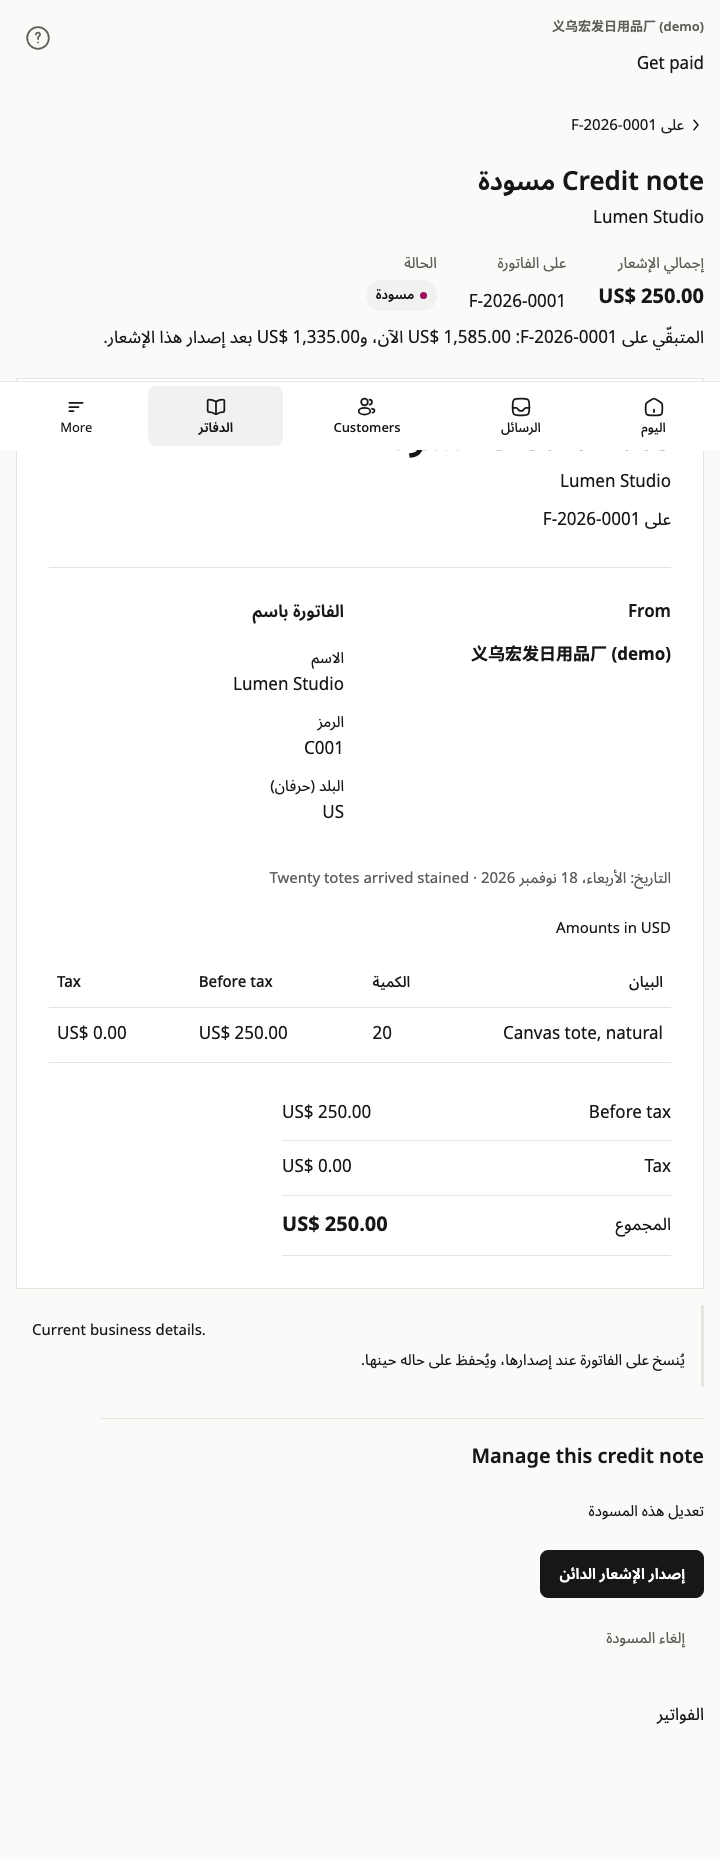 义乌宏发日用品厂 (demo)
Get paid
على F-2026-0001
Credit note مسودة
Lumen Studio
إجمالي الإشعار
على الفاتورة
الحالة
US$ 250.00
F-2026-0001
مسودة
المتبقّي على F-2026-0001: US$ 1,585.00 الآن، وUS$ 1,335.00 بعد إصدار هذا الإشعار.
اليوم
الرسائل
Customers
الدفاتر
More
Lumen Studio
على F-2026-0001
From
义乌宏发日用品厂 (demo)
الفاتورة باسم
الاسم
Lumen Studio
الرمز
C001
البلد (حرفان)
US
التاريخ: الأربعاء، 18 نوفمبر 2026 · Twenty totes arrived stained
Amounts in USD
البيان
الكمية
Before tax
Tax
Canvas tote, natural
20
US$ 250.00
US$ 0.00
Before tax
US$ 250.00
Tax
US$ 0.00
المجموع
US$ 250.00
Current business details.
يُنسخ على الفاتورة عند إصدارها، ويُحفظ على حاله حينها.
Manage this credit note
تعديل هذه المسودة
إصدار الإشعار الدائن
إلغاء المسودة
الفواتير